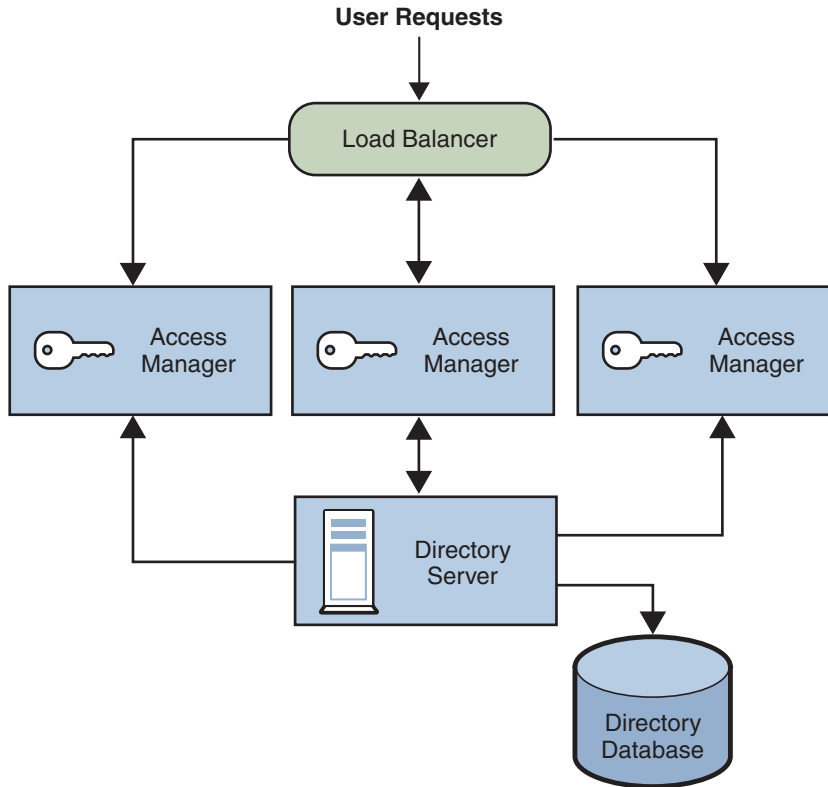 User Requests
Load Balancer
Access
Manager
Access
Manager
Access
Manager
Directory
Server
Directory
Database